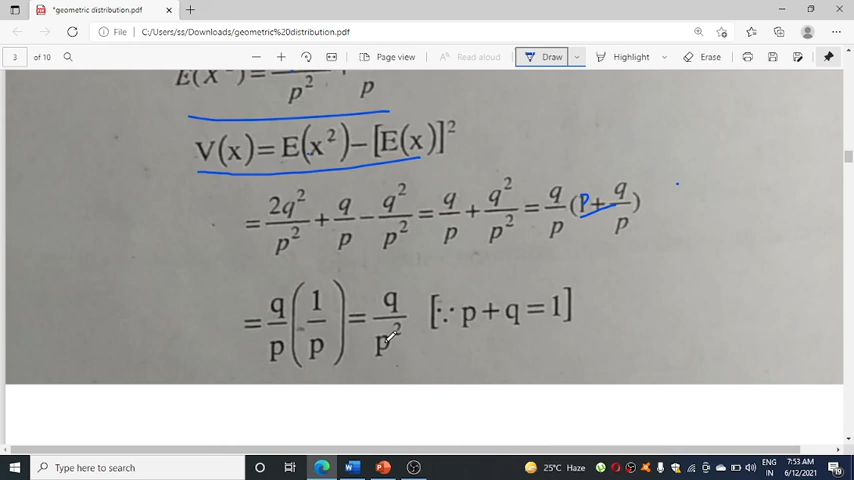 *geometric distribution.pdf
File | C:/Users/ss/Downloads/geometric%20distribution.pdf
3 of 10 Page view Read aloud Draw Highlight Erase
V(x) = E(x²) − [E(x)]²
= 2q²/p² + q/p − q²/p² = q/p + q²/p² = q/p (p + q/p)
= q/p (1/p) = q/p² [∵ p + q = 1]
Type here to search 25°C Haze ENG IN 7:53 AM 6/12/2021